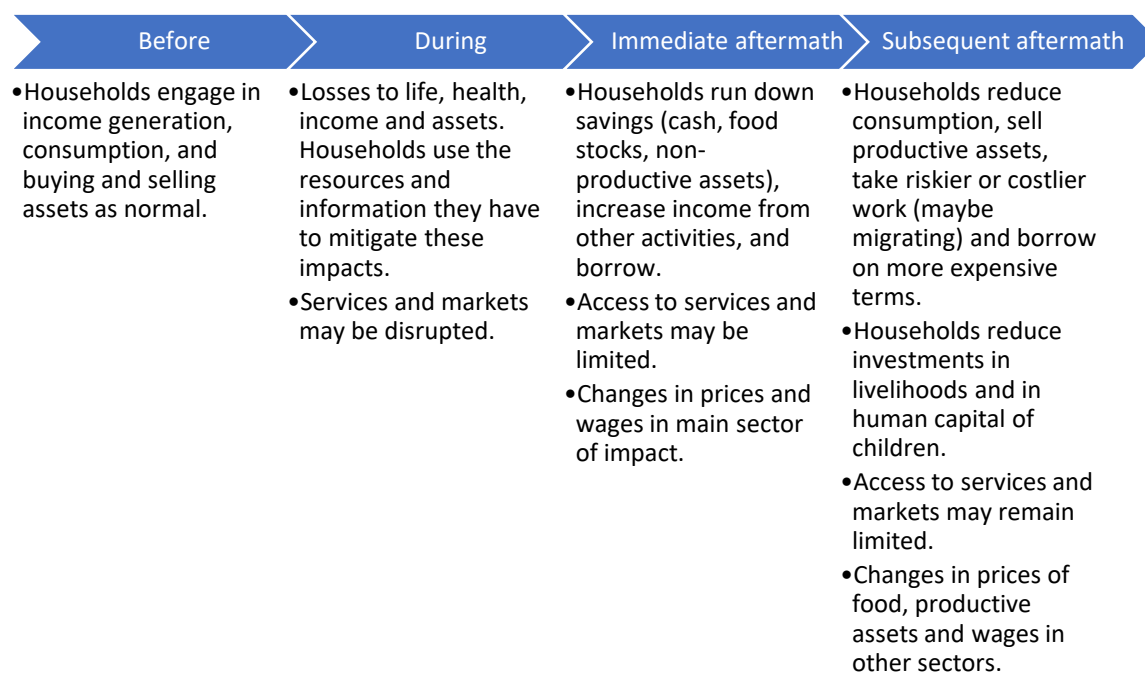 Before
During
Immediate aftermath
Subsequent aftermath
•Households engage in
income generation,
consumption, and
buying and selling
assets as normal.
•Losses to life, health,
income and assets.
Households use the
resources and
information they have
to mitigate these
impacts.
•Services and markets
may be disrupted.
•Households run down
savings (cash, food
stocks, non-
productive assets),
increase income from
other activities, and
borrow.
•Access to services and
markets may be
limited.
•Changes in prices and
wages in main sector
of impact.
•Households reduce
consumption, sell
productive assets,
take riskier or costlier
work (maybe
migrating) and borrow
on more expensive
terms.
•Households reduce
investments in
livelihoods and in
human capital of
children.
•Access to services and
markets may remain
limited.
•Changes in prices of
food, productive
assets and wages in
other sectors.